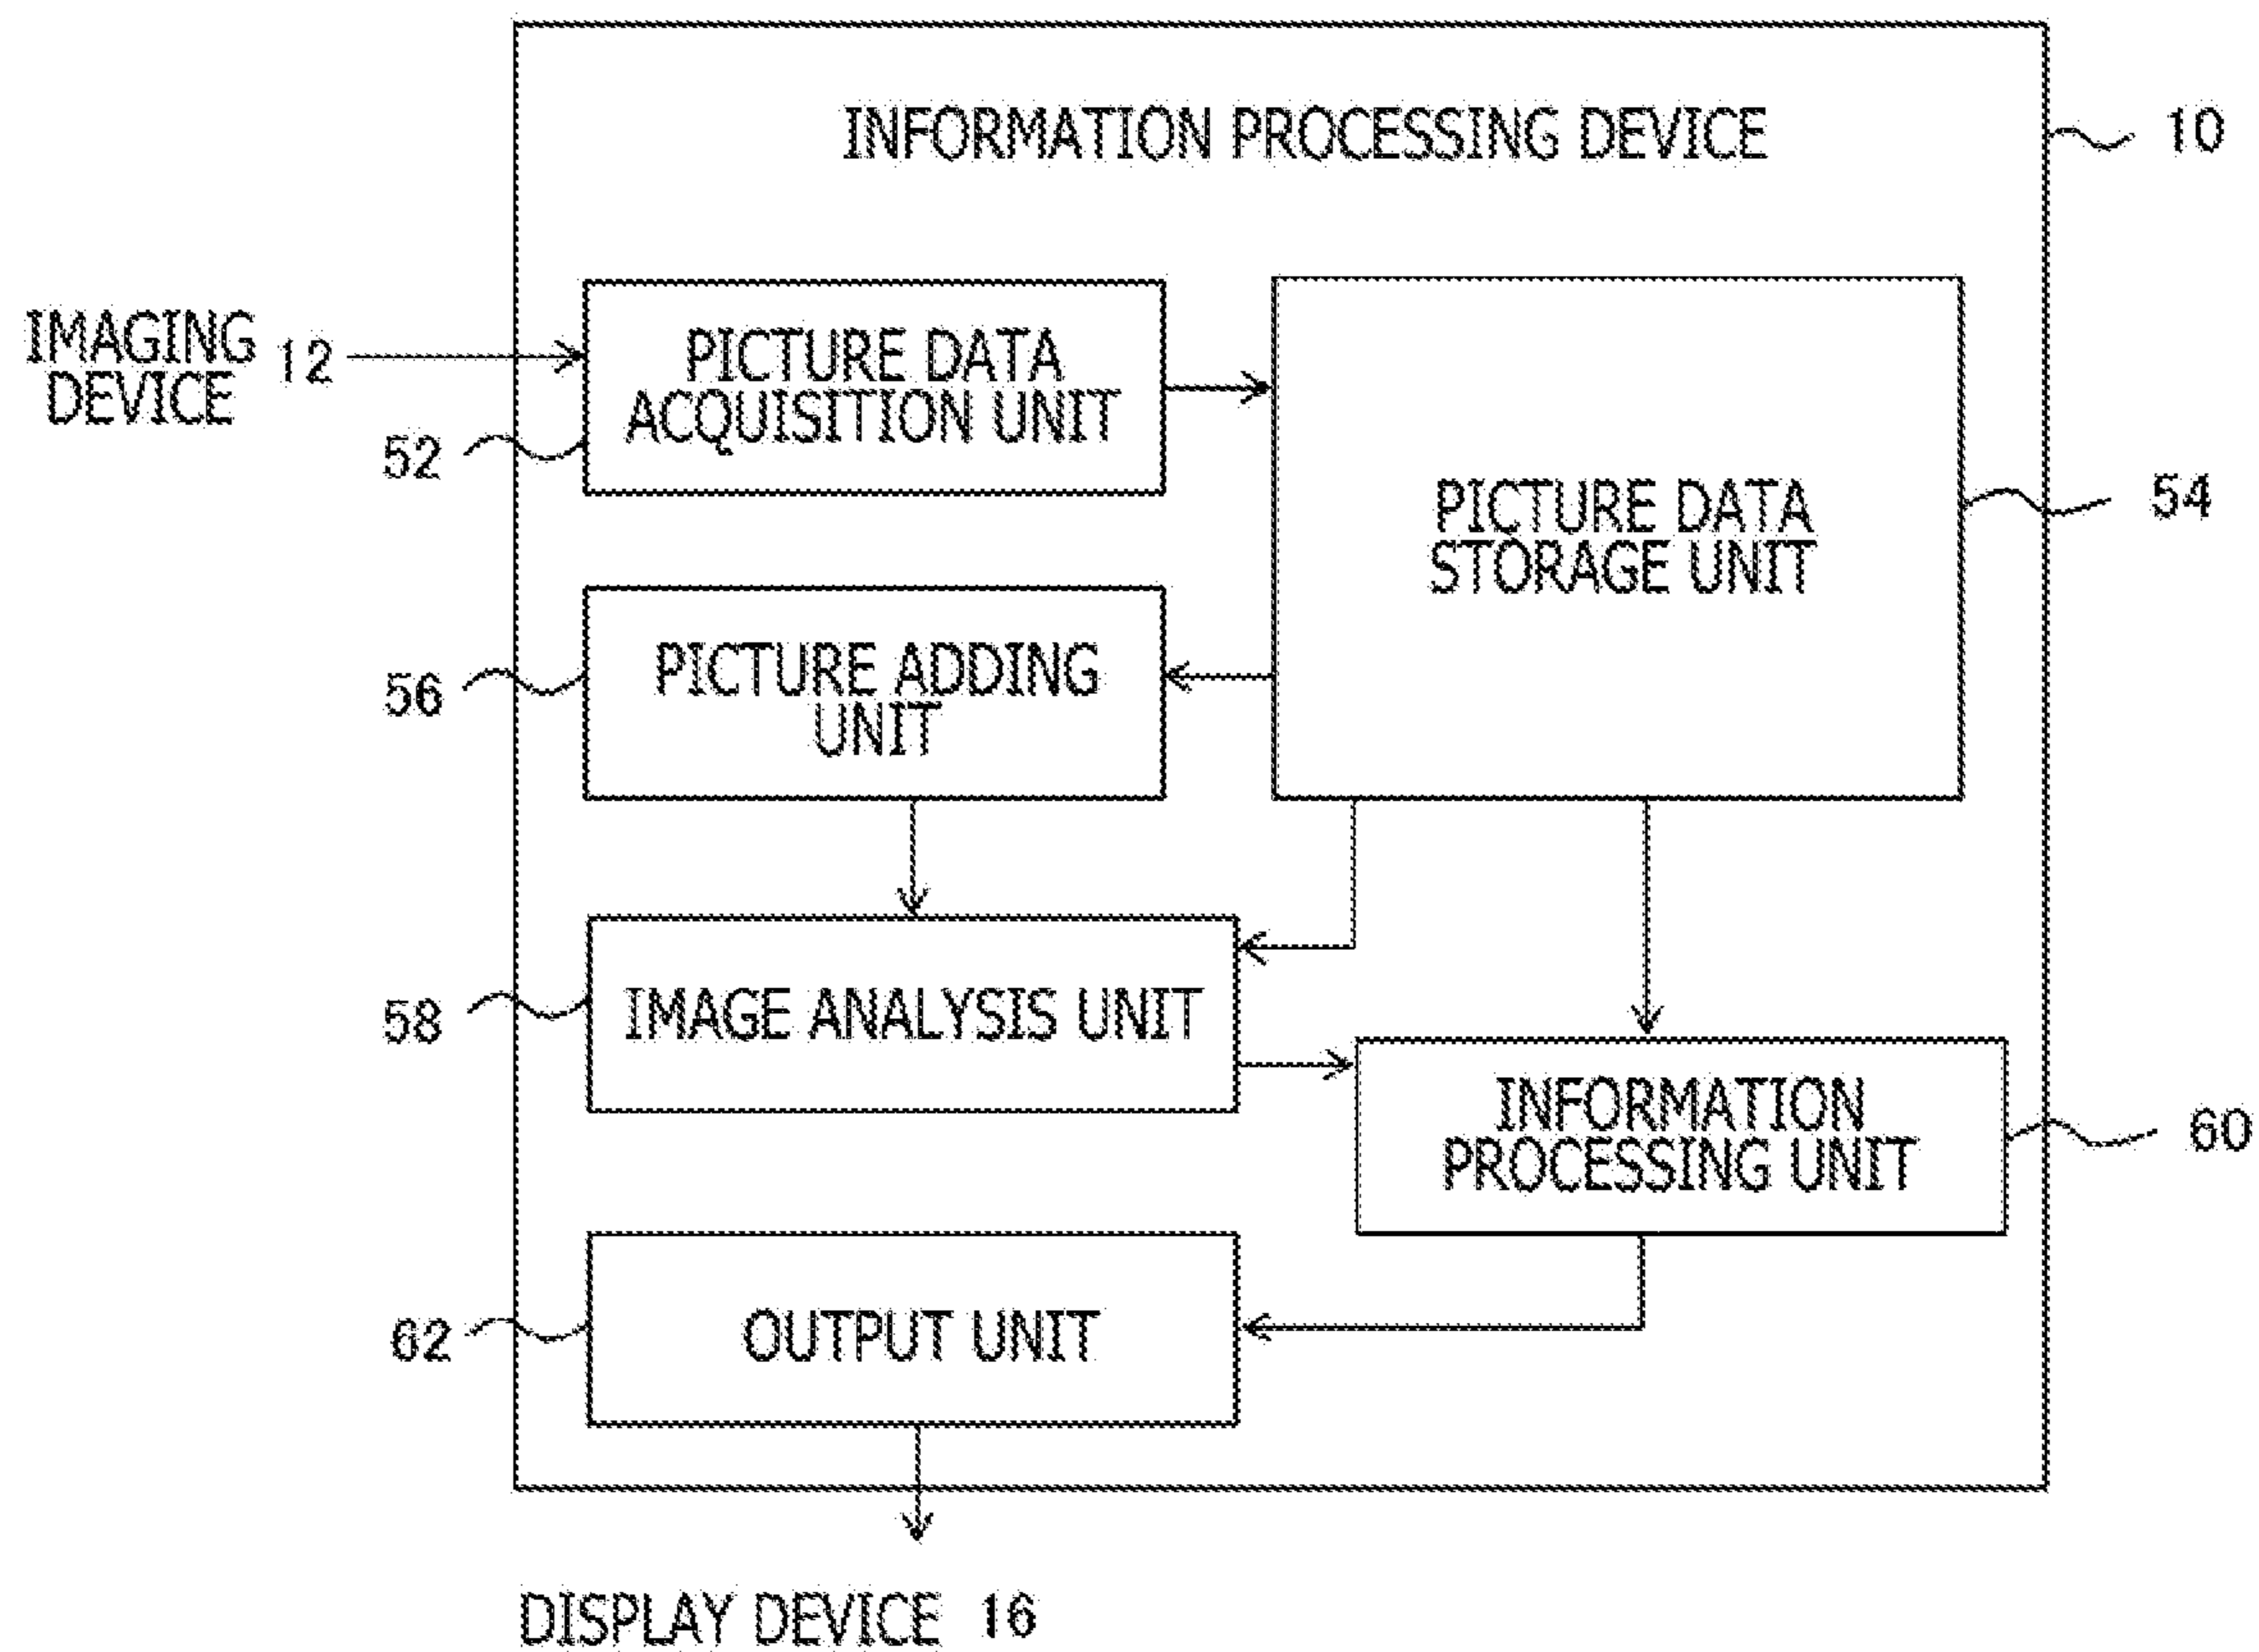 INFORMATION PROCESSING DEVICE
10
IMAGING
DEVICE
12
PICTURE DATA
ACQUISITION UNIT
52
PICTURE DATA
STORAGE UNIT
54
PICTURE ADDING
UNIT
56
IMAGE ANALYSIS UNIT
58
INFORMATION
PROCESSING UNIT
60
OUTPUT UNIT
62
DISPLAY DEVICE 16